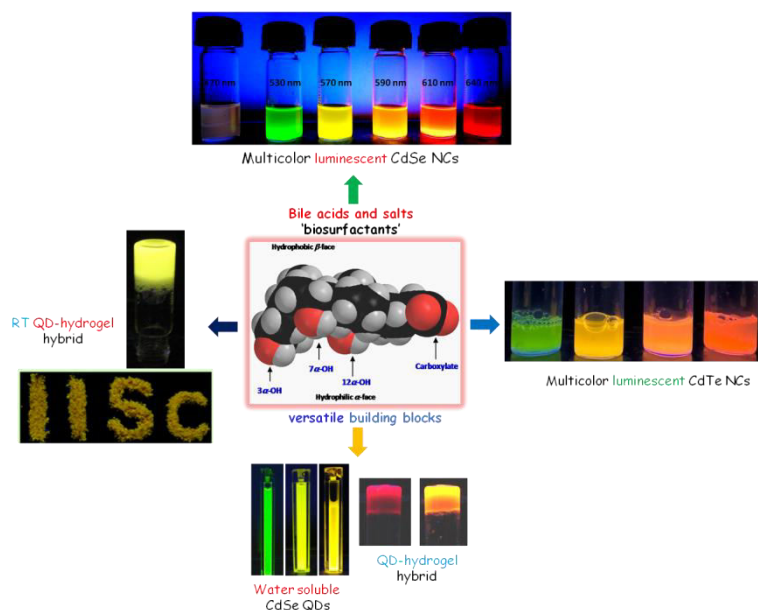 470 nm
530 nm
570 nm
590 nm
610 nm
640 nm
Multicolor luminescent CdSe NCs
Bile acids and salts
'biosurfactants'
Hydrophobic β-face
RT QD-hydrogel
hybrid
7α-OH
12α-OH
Carboxylate
3α-OH
Hydrophilic α-face
IISc
versatile building blocks
Multicolor luminescent CdTe NCs
QD-hydrogel
hybrid
Water soluble
CdSe QDs